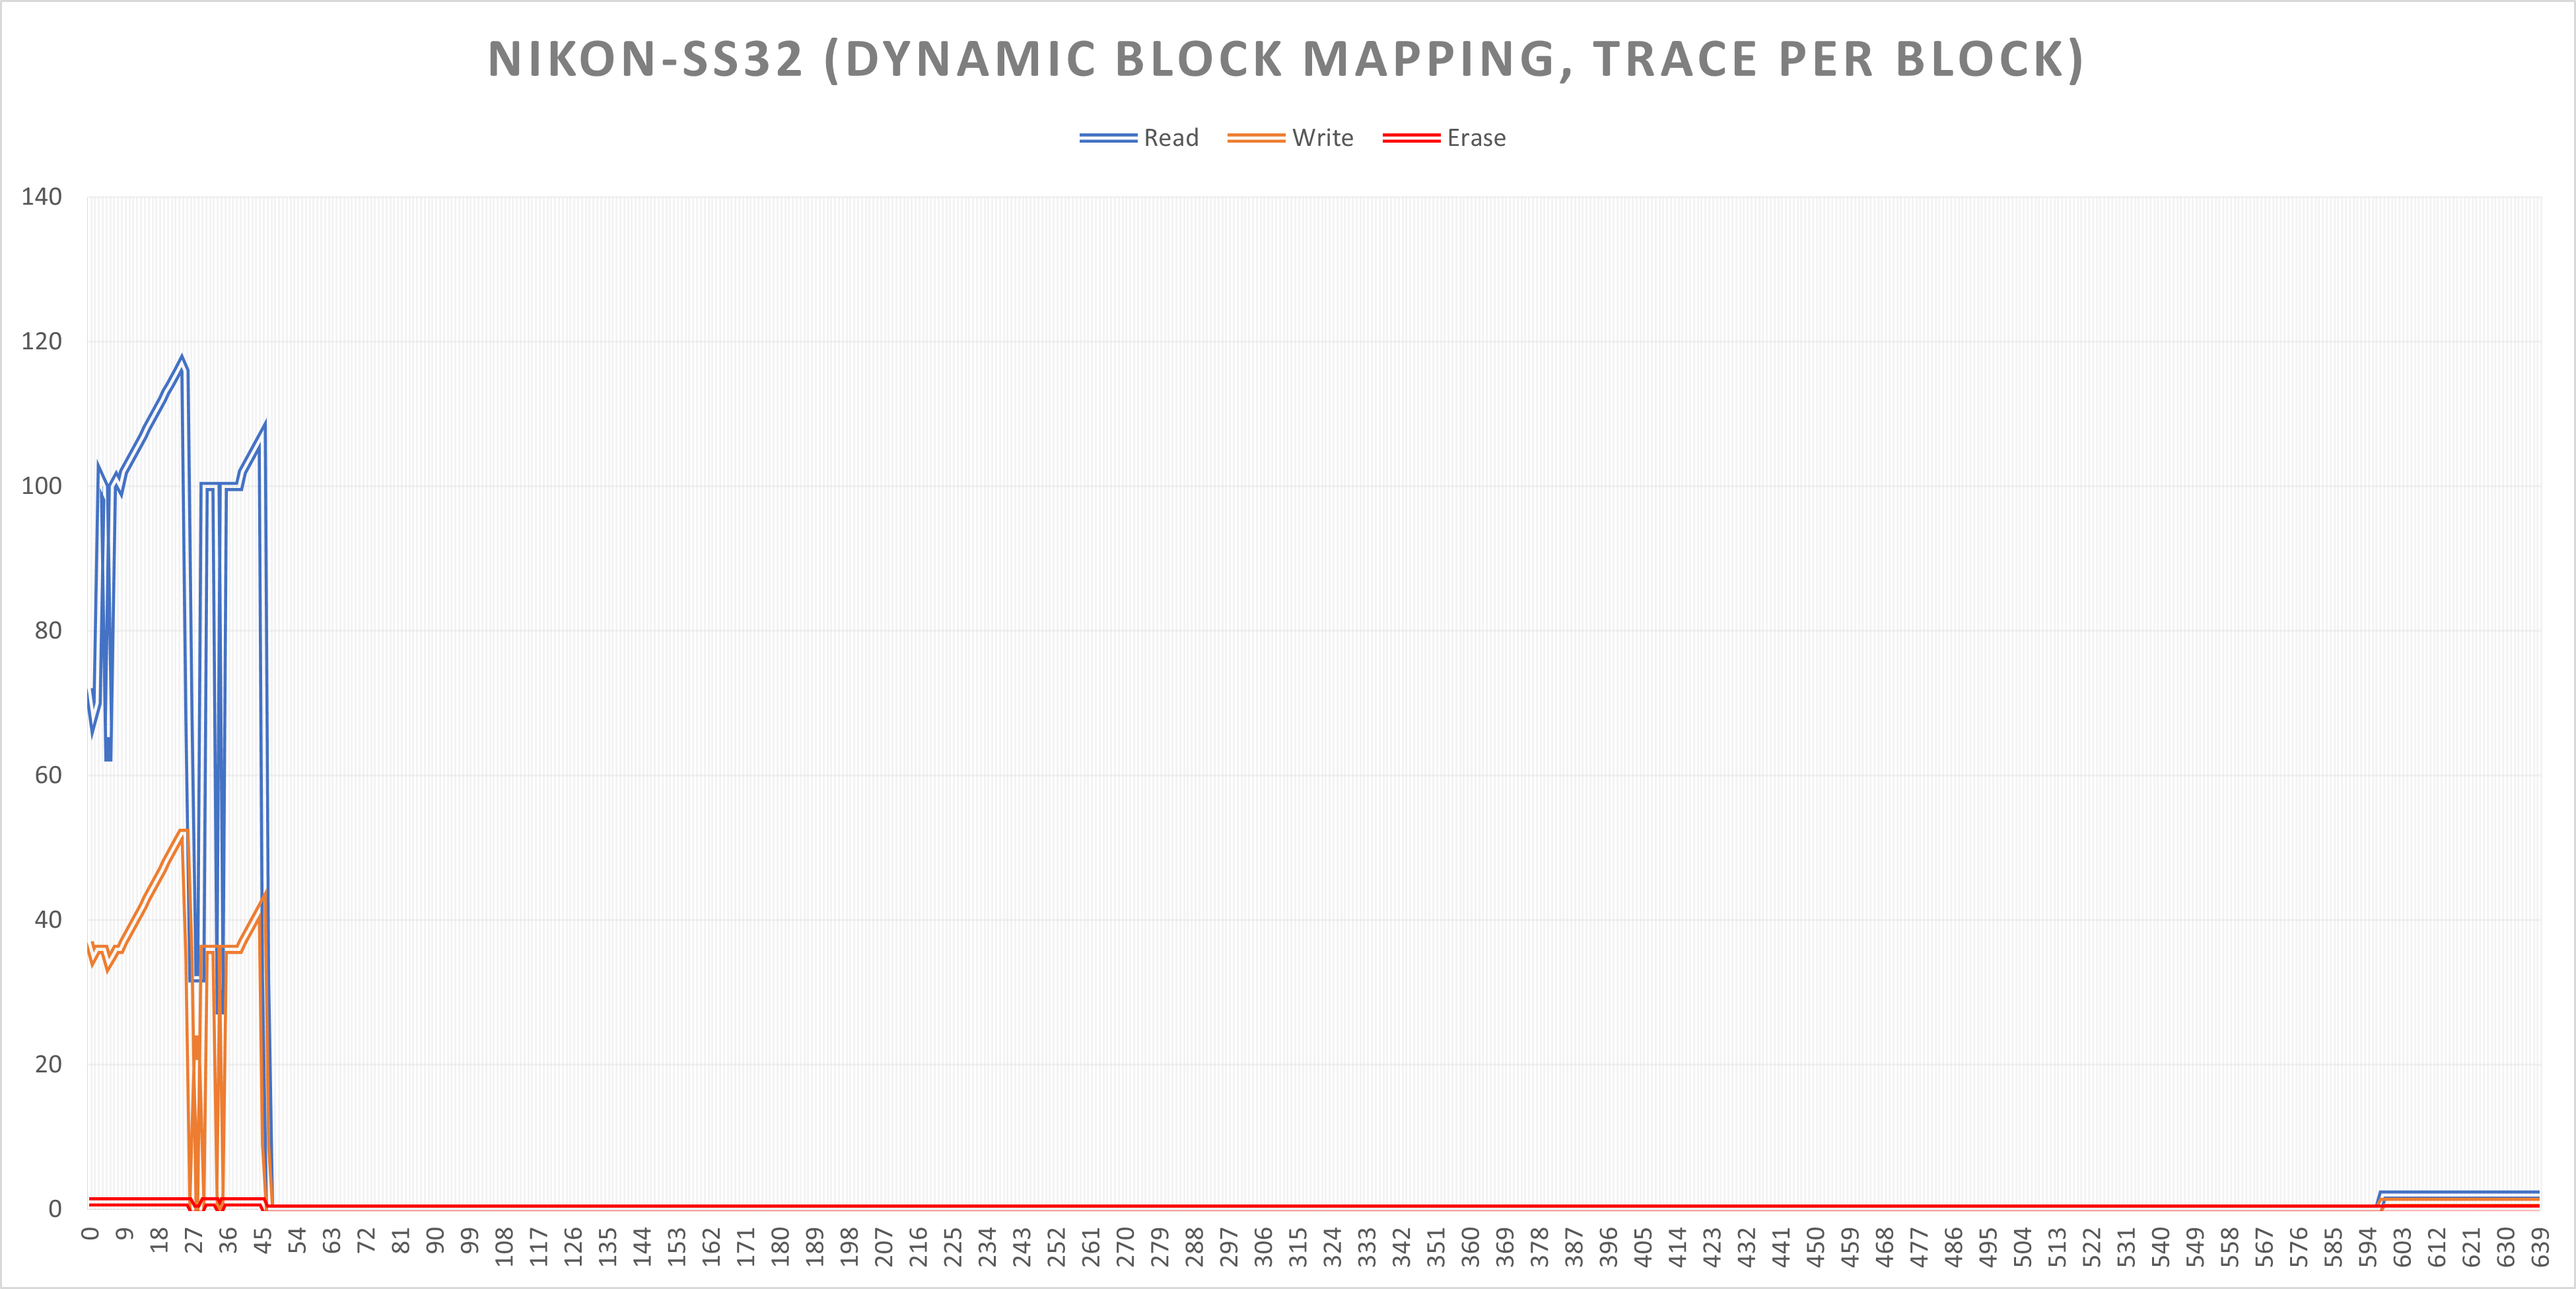 NIKON-SS32 (DYNAMIC BLOCK MAPPING, TRACE PER BLOCK)
Read Write Erase
140
120
100
80
60
40
20
0
0 9 18 27 36 45 54 63 72 81 90 99 108 117 126 135 144 153 162 171 180 189 198 207 216 225 234 243 252 261 270 279 288 297 306 315 324 333 342 351 360 369 378 387 396 405 414 423 432 441 450 459 468 477 486 495 504 513 522 531 540 549 558 567 576 585 594 603 612 621 630 639